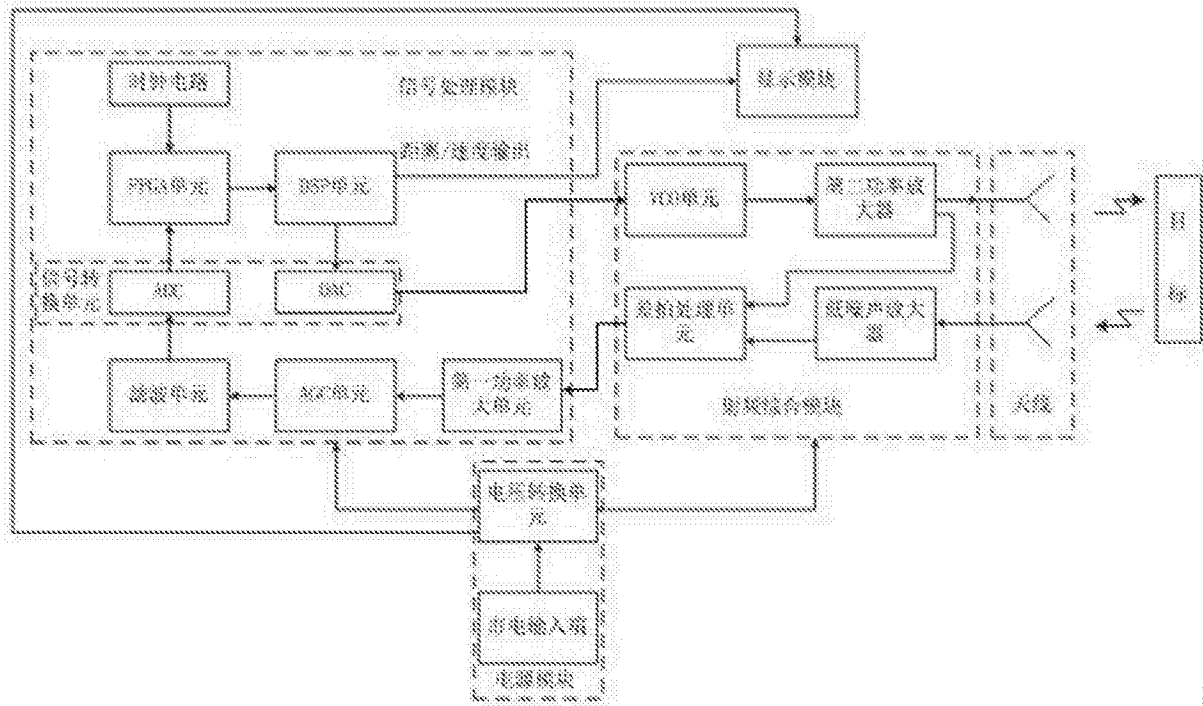 时钟电路
信号处理模块
显示模块
距离/速度输出
FPGA单元
DSP单元
VCO单元
第二功率放
大器
目
标
信号转
换单元
ADC
DAC
差拍处理单
元
低噪声放大
器
滤波单元
AGC单元
第一功率放
大单元
射频综合模块
天线
电压转换单
元
市电输入端
电源模块